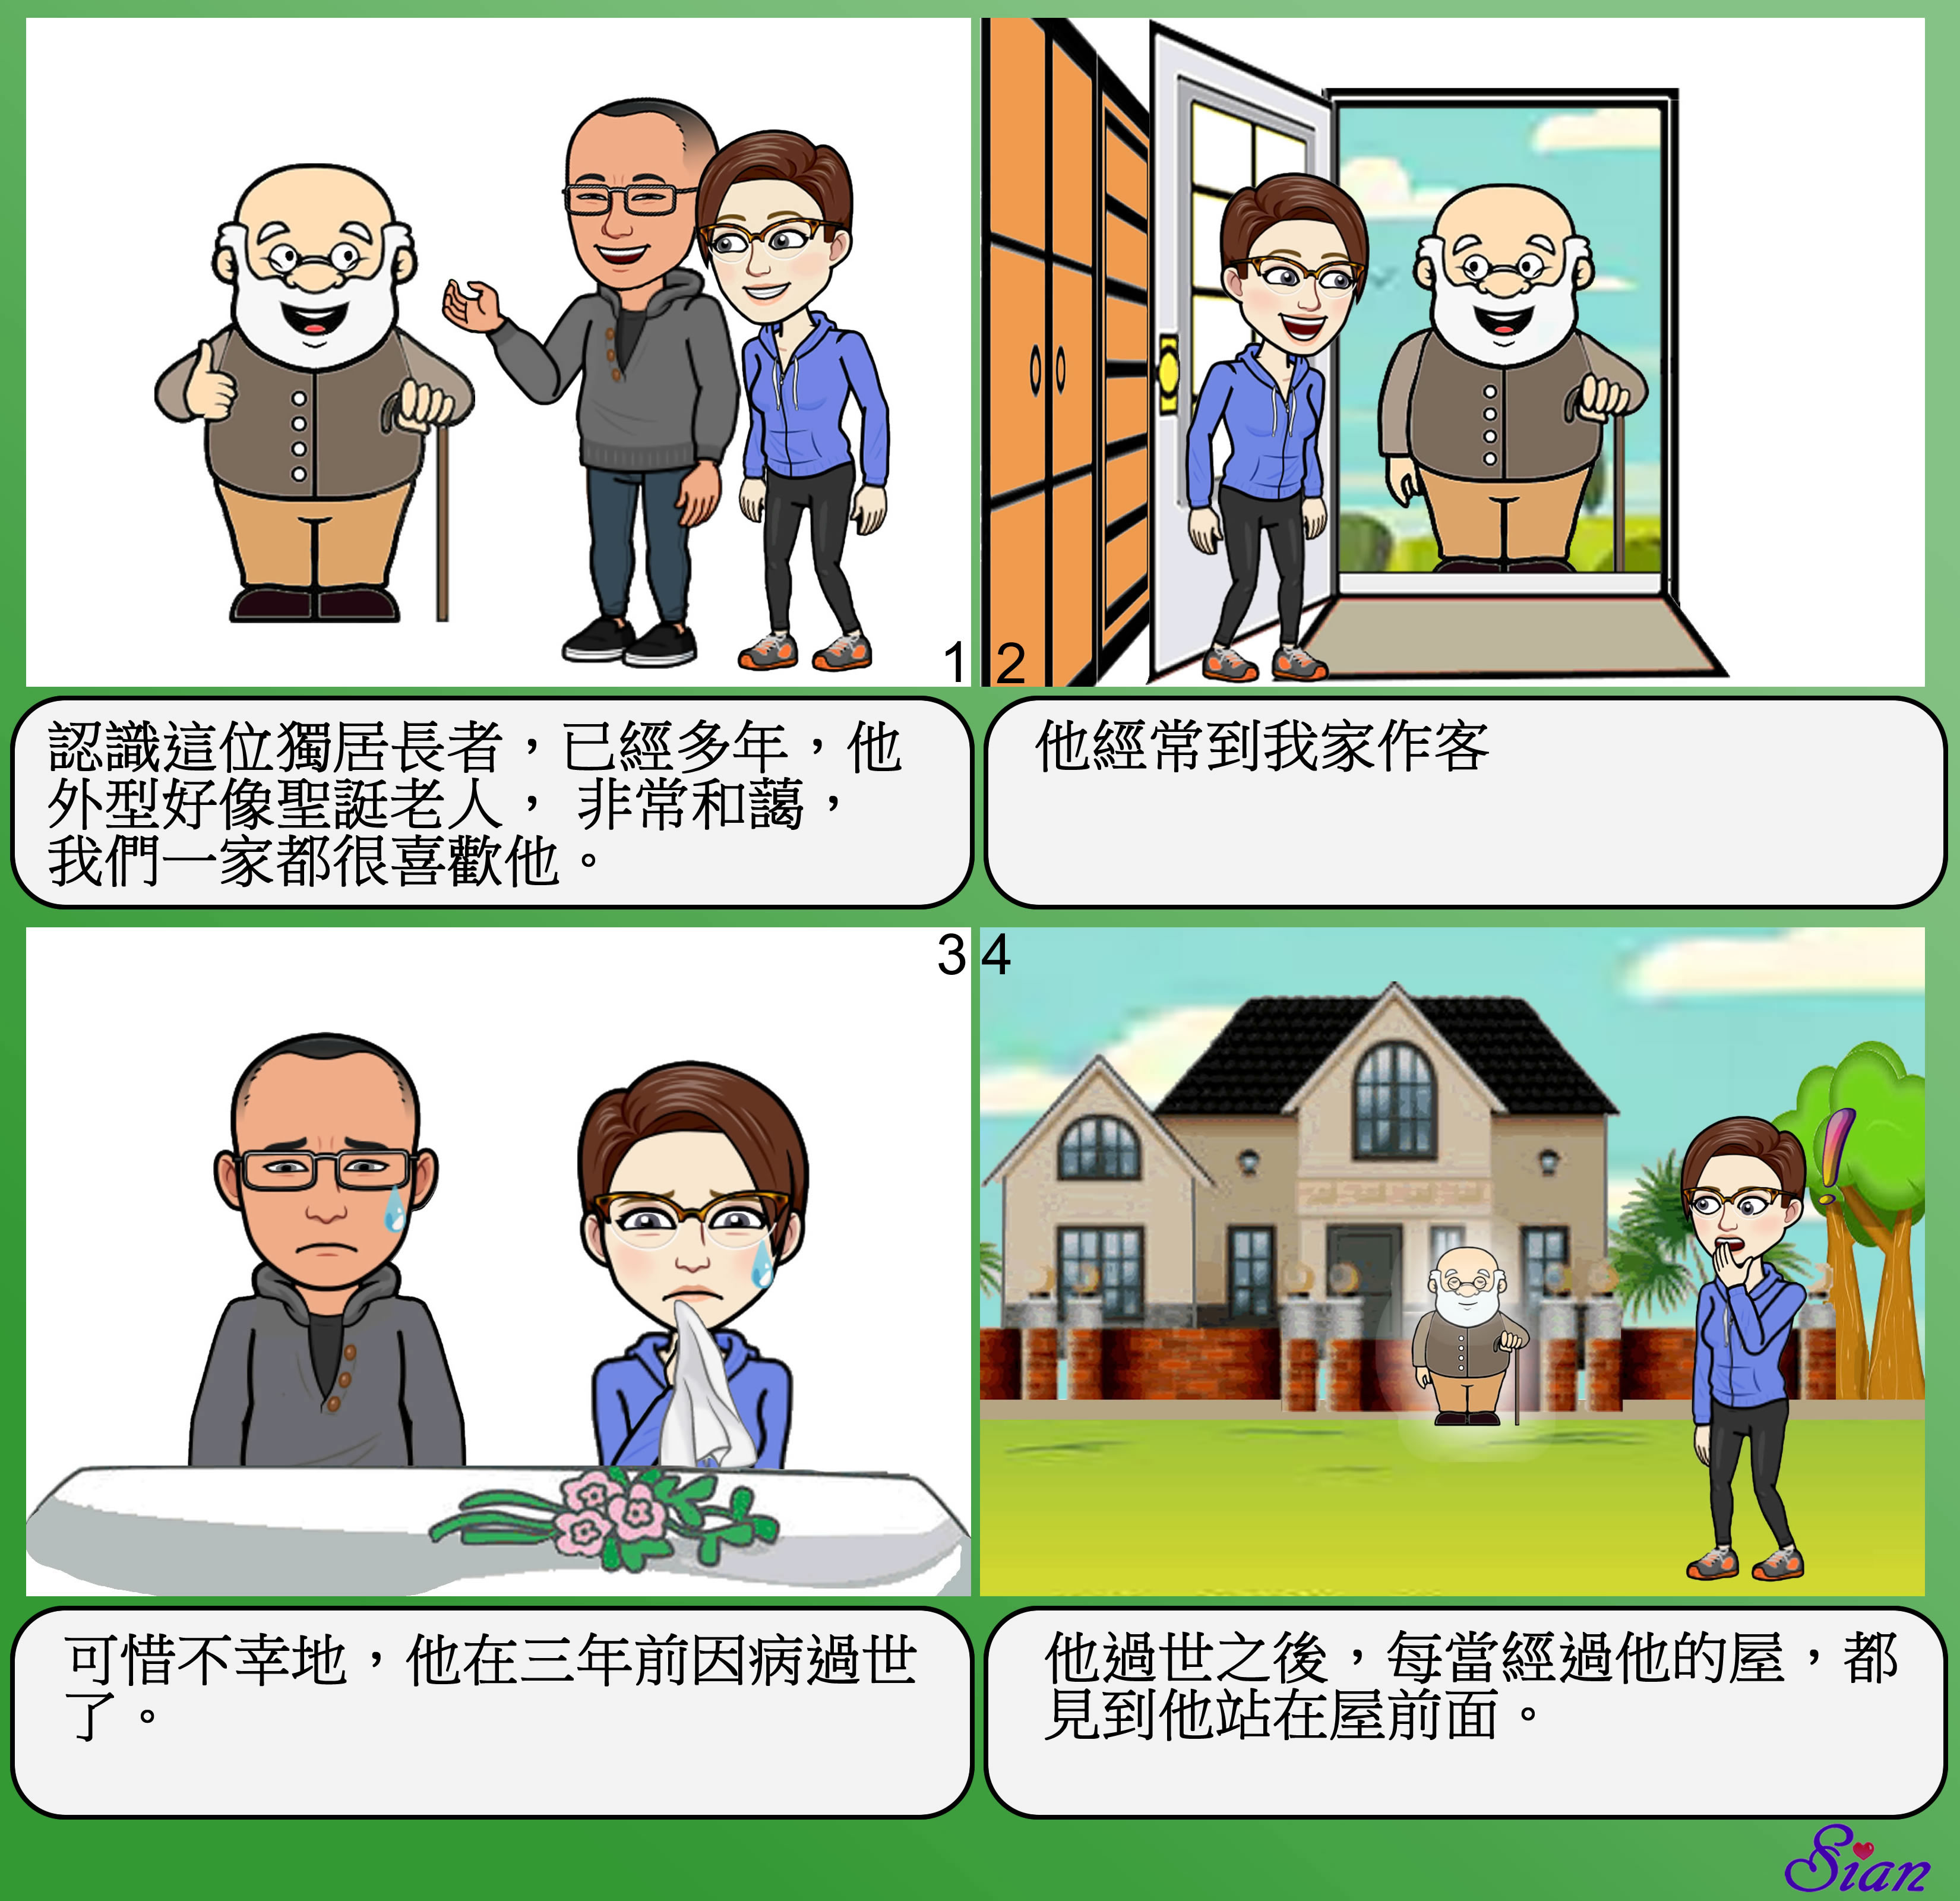 1
2
認識這位獨居長者，已經多年，他
外型好像聖誕老人， 非常和藹，
我們一家都很喜歡他。
他經常到我家作客
3
4
可惜不幸地，他在三年前因病過世
了。
他過世之後，每當經過他的屋，都
見到他站在屋前面。
Sian